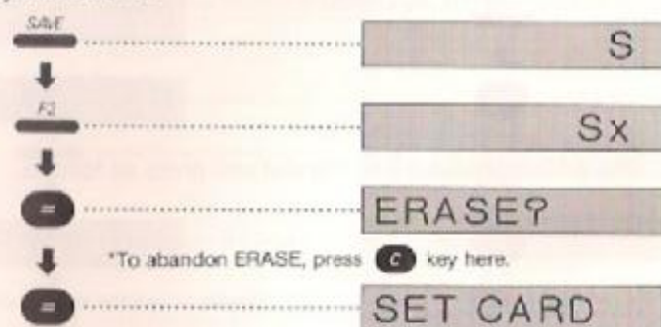 SAVE
S
F2
Sx
=
ERASE?
*To abandon ERASE, press C key here.
=
SET CARD